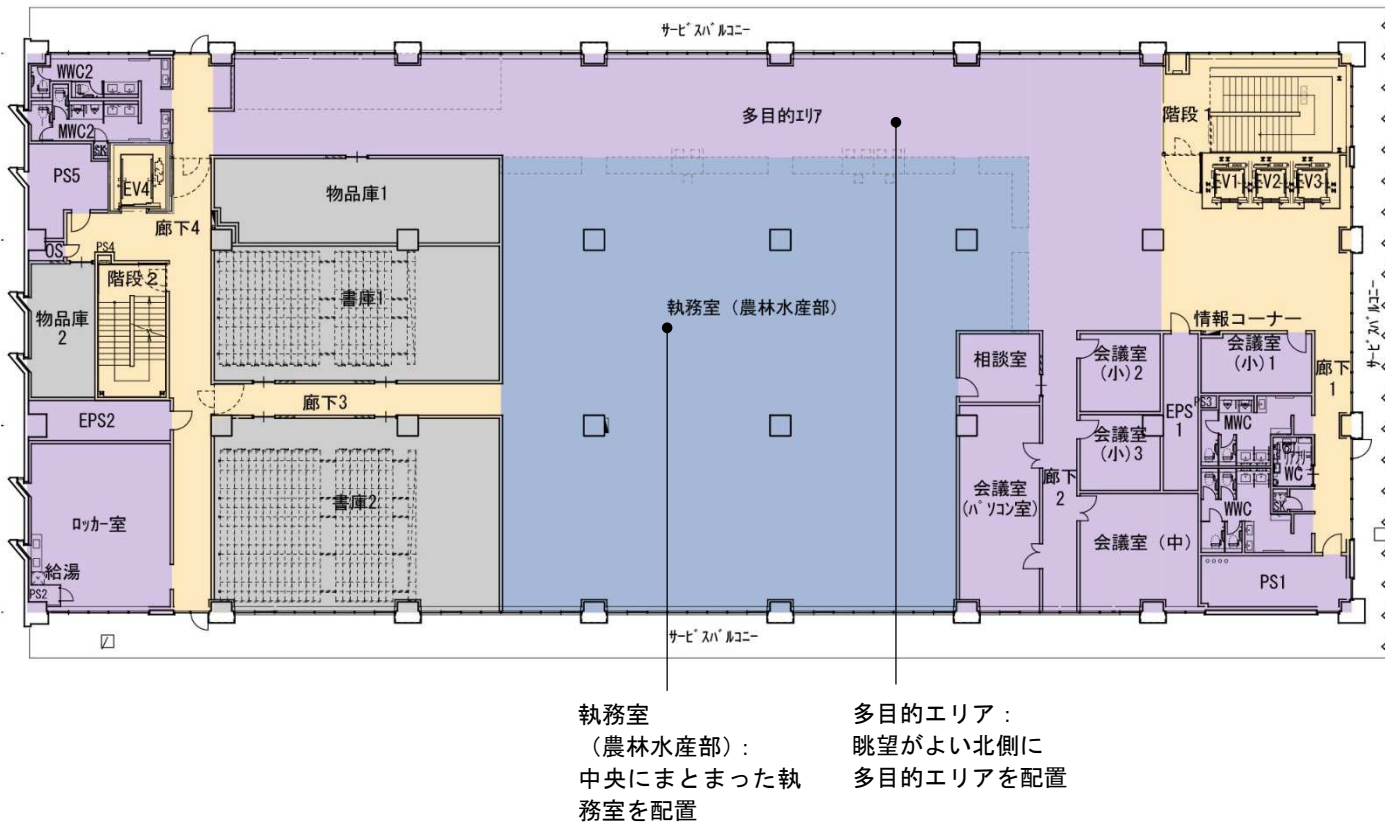 サービスバルコニー
WWC2
MWC2
SK
PS5
EV4
多目的エリア
階段1
EV1
EV2
EV3
物品庫1
廊下4
OS
PS4
階段2
物品庫
2
書庫1
執務室（農林水産部）
情報コーナー
サービスバルコニー
相談室
会議室
(小)2
会議室
(小)1
廊下
1
廊下3
EPS2
EPS
1
PS3
MWC
会議室
(小)3
WC
ロッカー室
書庫2
会議室
(パソコン室)
廊下
2
WWC
SK
会議室（中）
給湯
PS2
PS1
サービスバルコニー
執務室
（農林水産部）：
中央にまとまった執
務室を配置
多目的エリア：
眺望がよい北側に
多目的エリアを配置